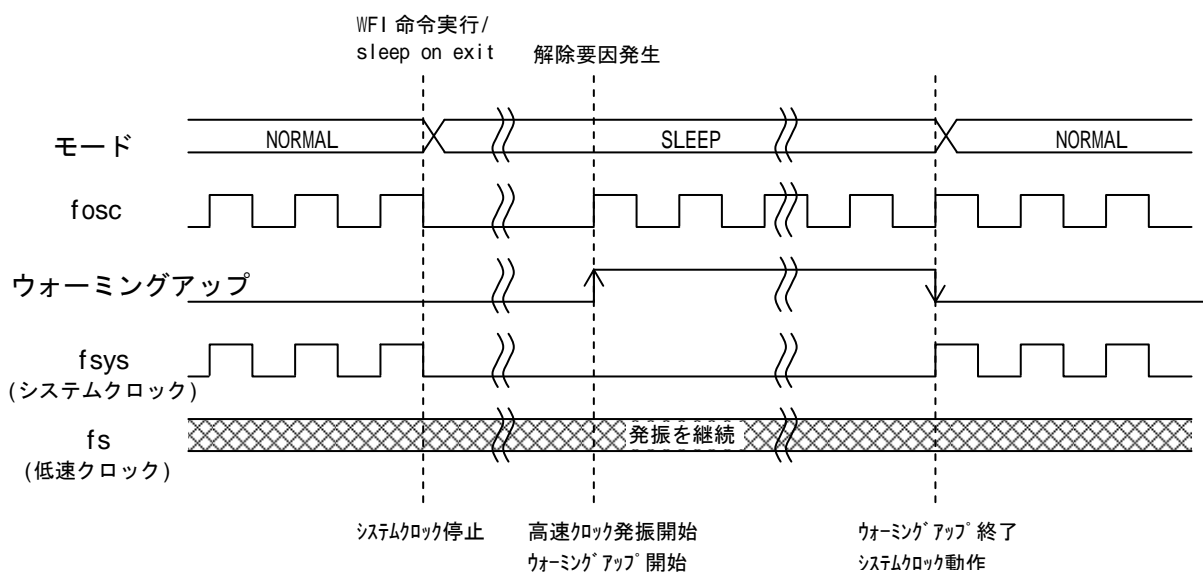 WFI 命令実行/
sleep on exit
解除要因発生
モード
NORMAL
SLEEP
NORMAL
fosc
ウォーミングアップ
fsys
(システムクロック)
fs
(低速クロック)
発振を継続
ｼｽﾃﾑｸﾛｯｸ停止
高速ｸﾛｯｸ発振開始
ｳｫｰﾐﾝｸﾞｱｯﾌﾟ開始
ｳｫｰﾐﾝｸﾞｱｯﾌﾟ終了
ｼｽﾃﾑｸﾛｯｸ動作